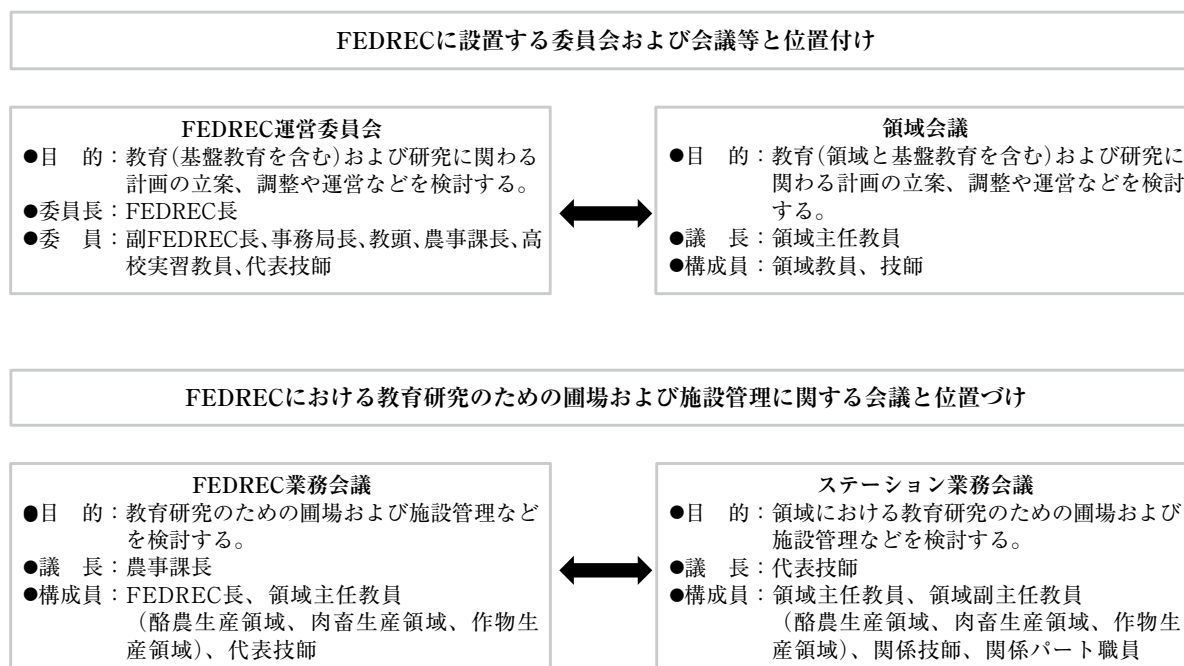 FEDRECに設置する委員会および会議等と位置付け
FEDREC運営委員会
●目　的：教育(基盤教育を含む)および研究に関わる
計画の立案、調整や運営などを検討する。
●委員長：FEDREC長
●委　員：副FEDREC長、事務局長、教頭、農事課長、高
校実習教員、代表技師
領域会議
●目　的：教育(領域と基盤教育を含む)および研究に
関わる計画の立案、調整や運営などを検討
する。
●議　長：領域主任教員
●構成員：領域教員、技師
FEDRECにおける教育研究のための圃場および施設管理に関する会議と位置づけ
FEDREC業務会議
●目　的：教育研究のための圃場および施設管理など
を検討する。
●議　長：農事課長
●構成員：FEDREC長、領域主任教員
（酪農生産領域、肉畜生産領域、作物生
産領域）、代表技師
ステーション業務会議
●目　的：領域における教育研究のための圃場および
施設管理などを検討する。
●議　長：代表技師
●構成員：領域主任教員、領域副主任教員
（酪農生産領域、肉畜生産領域、作物生
産領域）、関係技師、関係パート職員